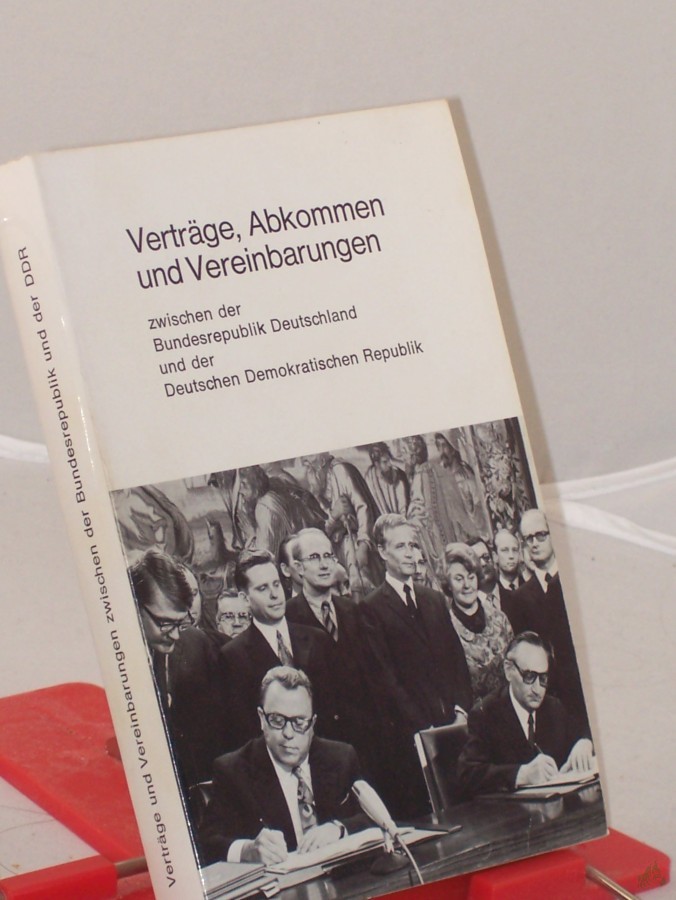 Verträge, Abkommen
und Vereinbarungen
zwischen der
Bundesrepublik Deutschland
und der
Deutschen Demokratischen Republik
Verträge und Vereinbarungen zwischen der Bundesrepublik und der DDR